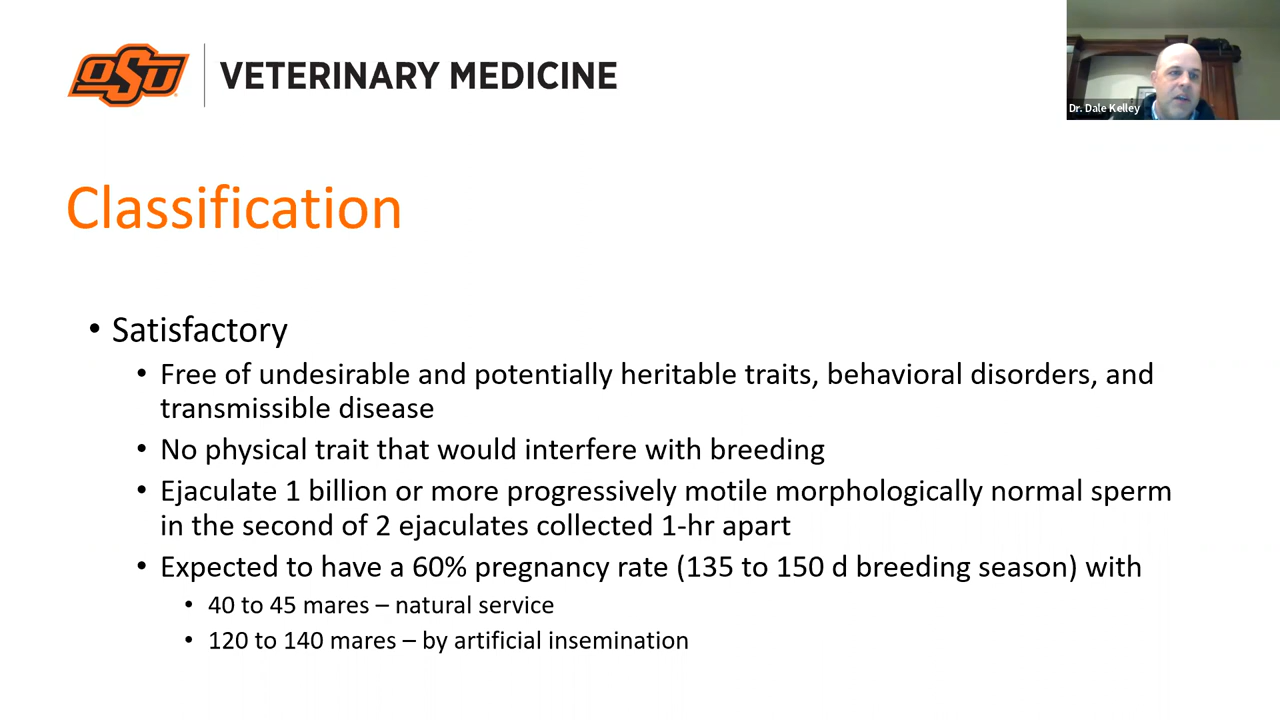 OSU VETERINARY MEDICINE
Dr. Dale Kelley
Classification
• Satisfactory
• Free of undesirable and potentially heritable traits, behavioral disorders, and
transmissible disease
• No physical trait that would interfere with breeding
• Ejaculate 1 billion or more progressively motile morphologically normal sperm
in the second of 2 ejaculates collected 1-hr apart
• Expected to have a 60% pregnancy rate (135 to 150 d breeding season) with
• 40 to 45 mares – natural service
• 120 to 140 mares – by artificial insemination